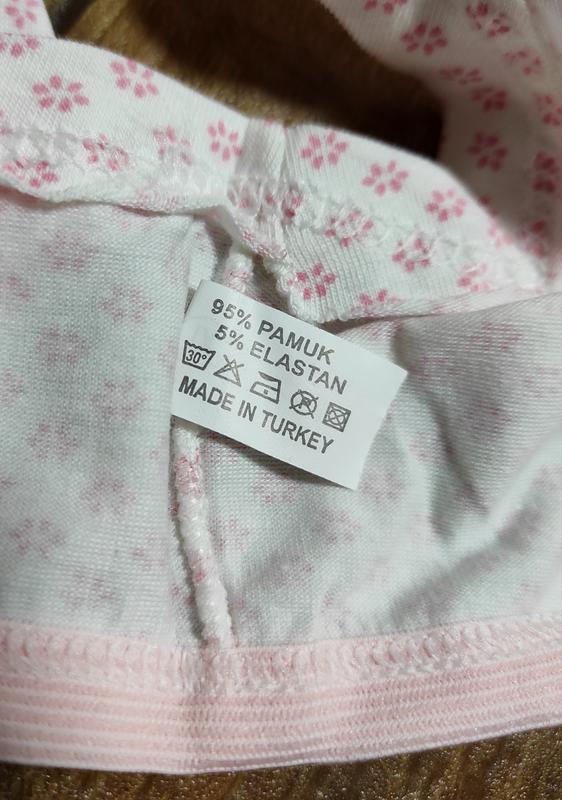 95% PAMUK
5% ELASTAN
30°
MADE IN TURKEY